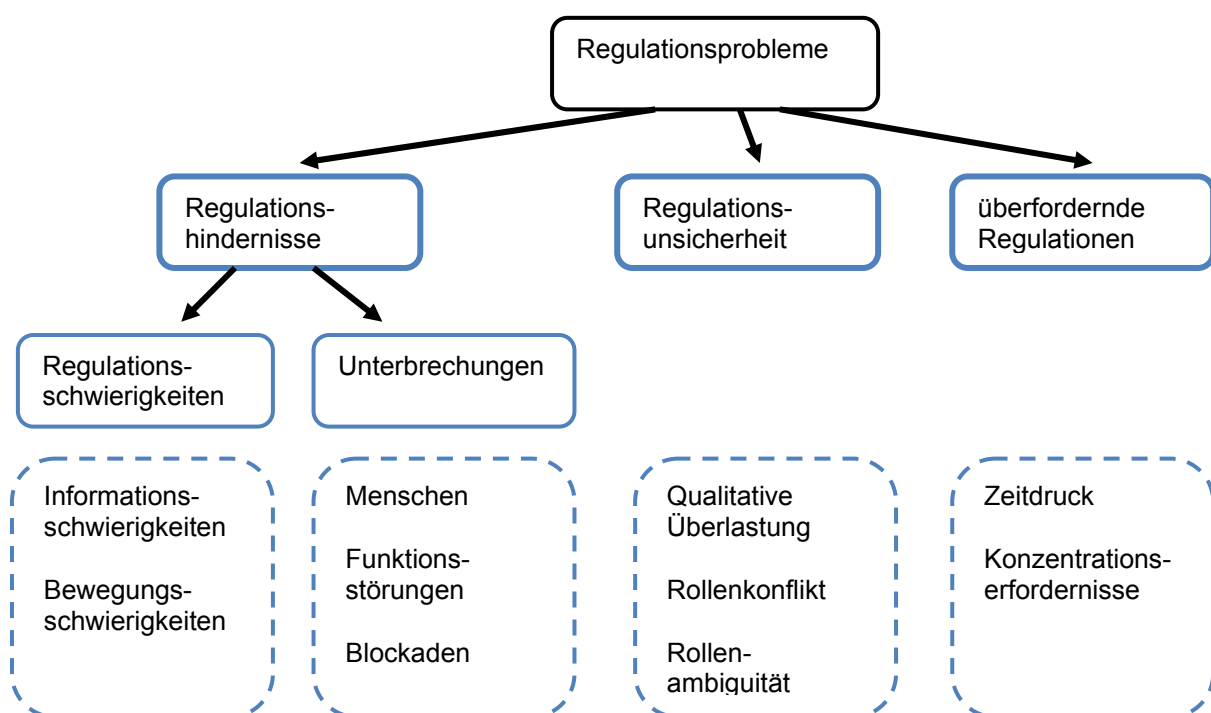 Regulationsprobleme
Regulations-
hindernisse
Regulations-
unsicherheit
überfordernde
Regulationen
Regulations-
schwierigkeiten
Unterbrechungen
Informations-
schwierigkeiten
Bewegungs-
schwierigkeiten
Menschen
Funktions-
störungen
Blockaden
Qualitative
Überlastung
Rollenkonflikt
Rollen-
ambiguität
Zeitdruck
Konzentrations-
erfordernisse